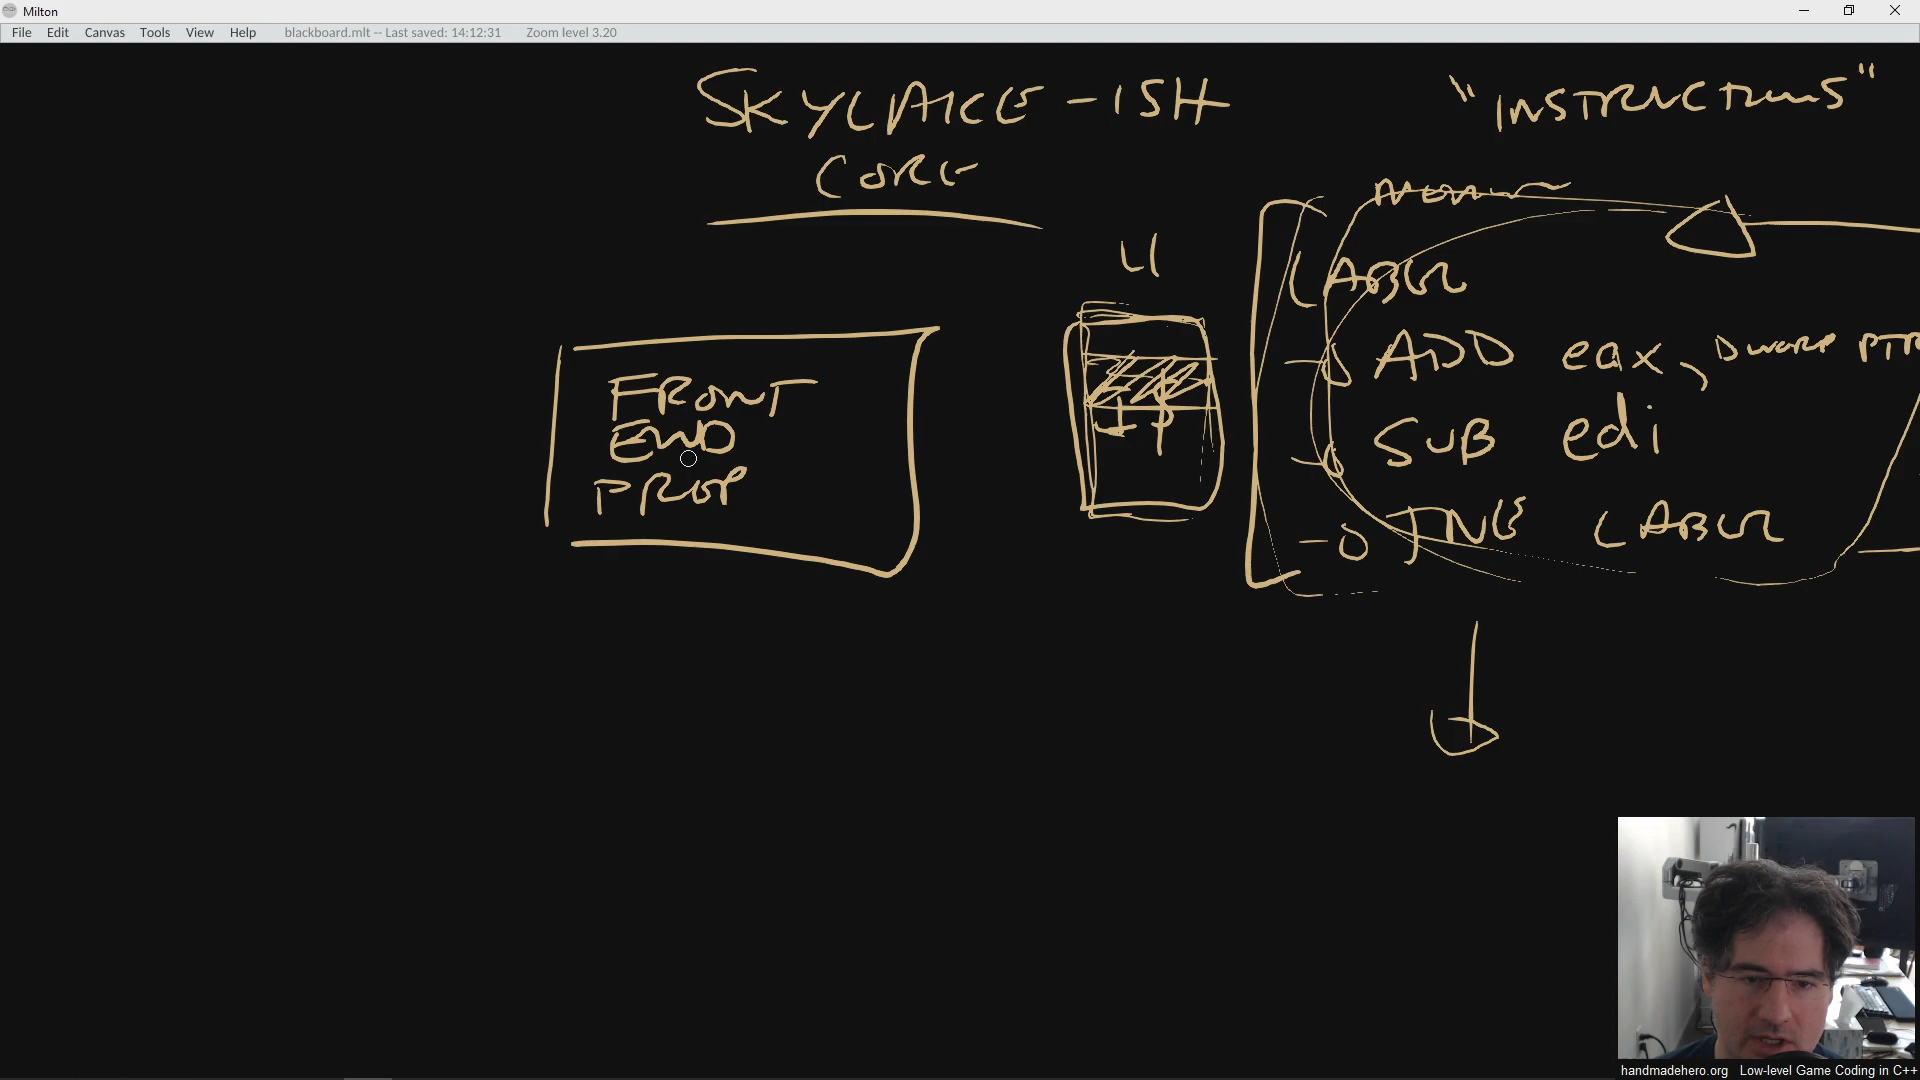 Milton
File Edit Canvas Tools View Help blackboard.mlt -- Last saved: 14:12:31 Zoom level 3.20
SKYLAKE-ISH
CORE
"INSTRUCTIONS"
LABEL
ADD eax, DWORD PTR
SUB edi
JNE LABEL
FRONT
END
PROP
IP
handmadehero.org Low-level Game Coding in C++